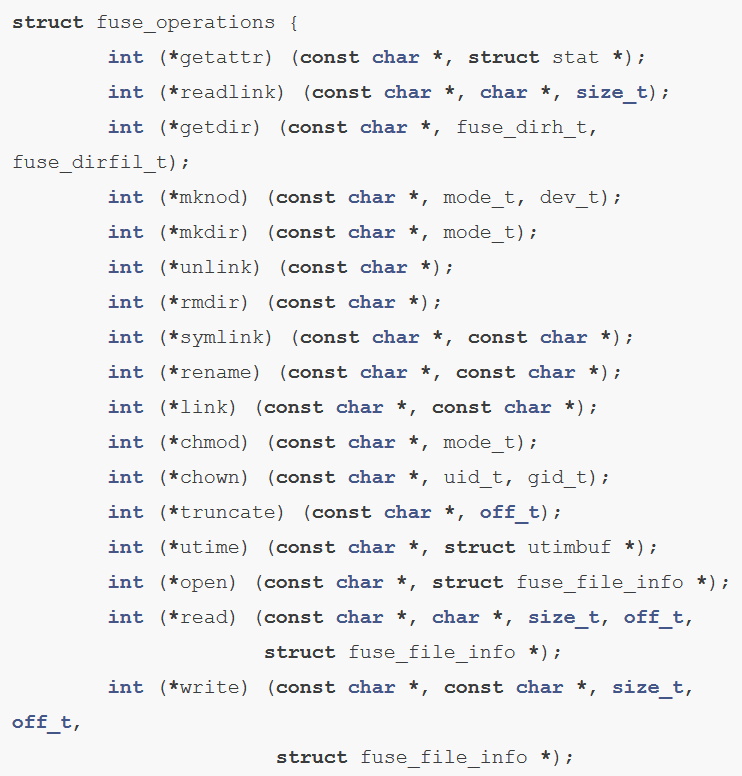 struct fuse_operations {
int (*getattr) (const char *, struct stat *);
int (*readlink) (const char *, char *, size_t);
int (*getdir) (const char *, fuse_dirh_t,
fuse_dirfil_t);
int (*mknod) (const char *, mode_t, dev_t);
int (*mkdir) (const char *, mode_t);
int (*unlink) (const char *);
int (*rmdir) (const char *);
int (*symlink) (const char *, const char *);
int (*rename) (const char *, const char *);
int (*link) (const char *, const char *);
int (*chmod) (const char *, mode_t);
int (*chown) (const char *, uid_t, gid_t);
int (*truncate) (const char *, off_t);
int (*utime) (const char *, struct utimbuf *);
int (*open) (const char *, struct fuse_file_info *);
int (*read) (const char *, char *, size_t, off_t,
struct fuse_file_info *);
int (*write) (const char *, const char *, size_t,
off_t,
struct fuse_file_info *);